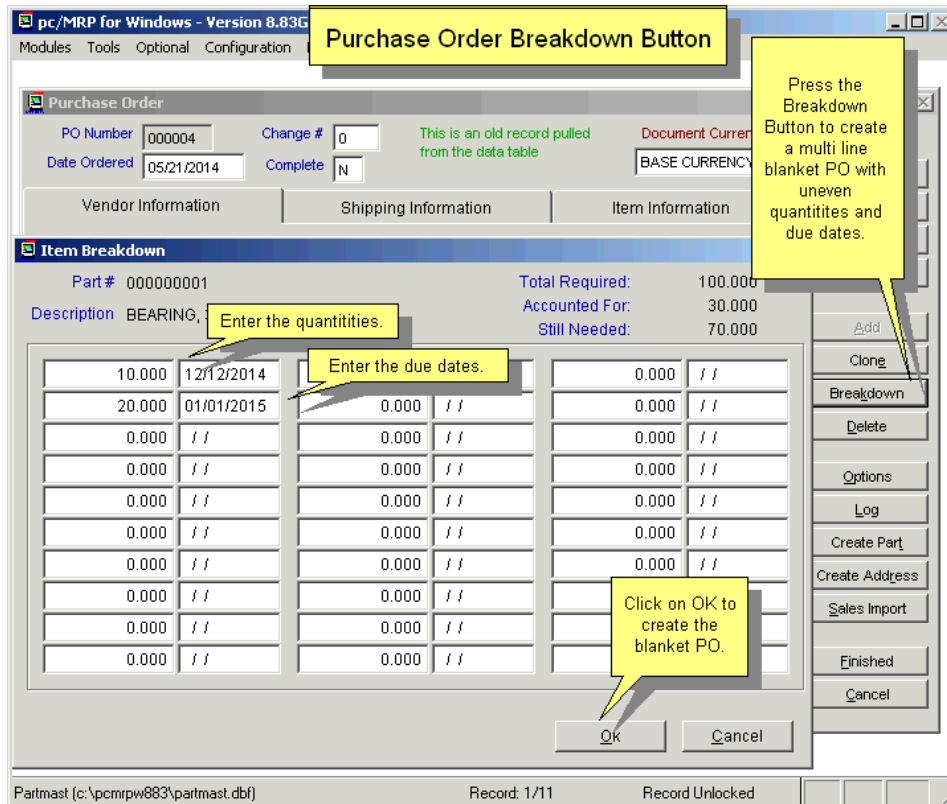 pc/MRP for Windows - Version 8.83G
Purchase Order Breakdown Button
Modules Tools Optional Configuration
Press the
Breakdown
Button to create
a multi line
blanket PO with
uneven
quantitites and
due dates.
Purchase Order
PO Number 000004 Change # 0 This is an old record pulled Document Curren
from the data table
Date Ordered 05/21/2014 Complete N BASE CURRENCY
Vendor Information Shipping Information Item Information
Item Breakdown
Part # 000000001 Total Required: 100.000
Accounted For: 30.000
Description BEARING, Still Needed: 70.000
Enter the quantitities.
Enter the due dates.
10.000 12/12/2014 0.000 / /
20.000 01/01/2015 0.000 / / 0.000 / /
0.000 / / 0.000 / / 0.000 / /
0.000 / / 0.000 / / 0.000 / /
0.000 / / 0.000 / / 0.000 / /
0.000 / / 0.000 / / 0.000 / /
0.000 / / 0.000 / / 0.000 / /
0.000 / / 0.000 / /
0.000 / / 0.000 / /
0.000 / / 0.000 / /
Click on OK to
create the
blanket PO.
Ok Cancel
Add
Clone
Breakdown
Delete
Options
Log
Create Part
Create Address
Sales Import
Finished
Cancel
Partmast (c:\pcmrpw883\partmast.dbf) Record: 1/11 Record Unlocked